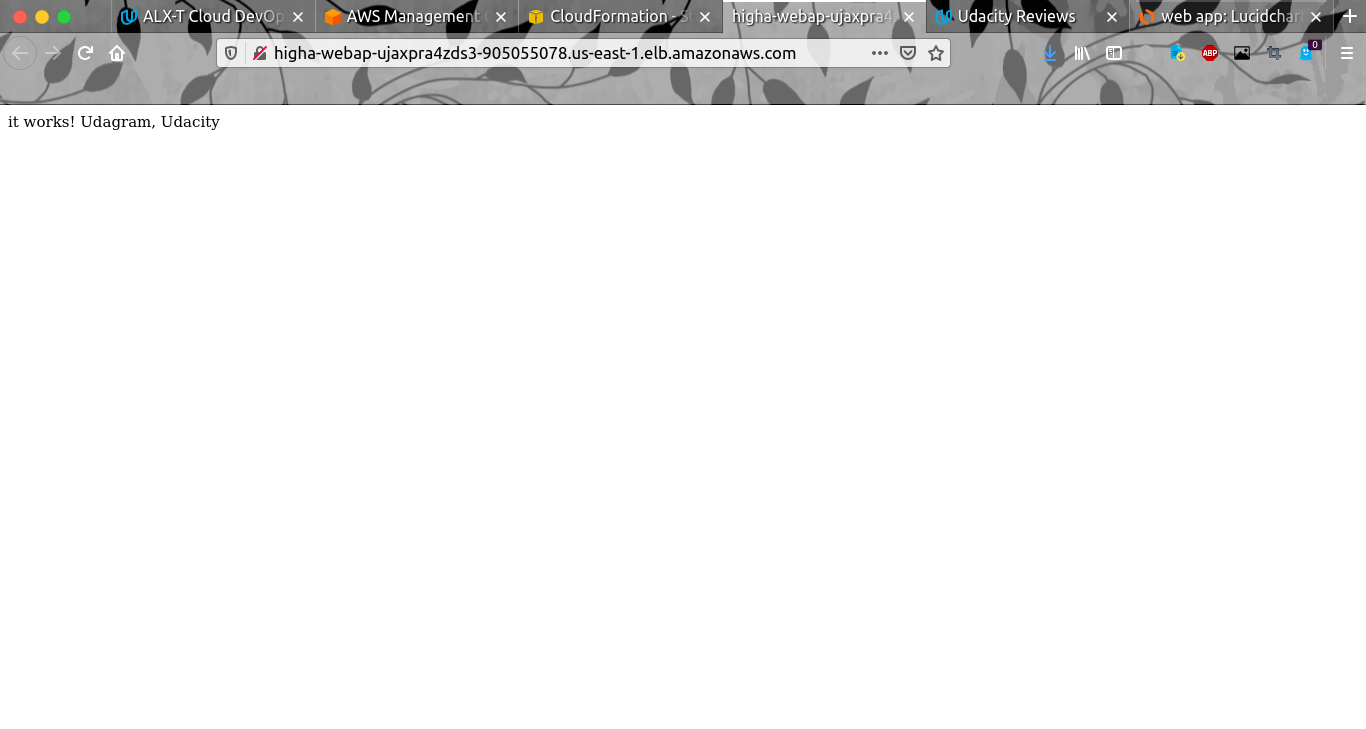 ALX-T Cloud DevOp
AWS Management
CloudFormation - S
higha-webap-ujaxpra4
Udacity Reviews
web app: Lucidchar
higha-webap-ujaxpra4zds3-905055078.us-east-1.elb.amazonaws.com
ABP
0
it works! Udagram, Udacity